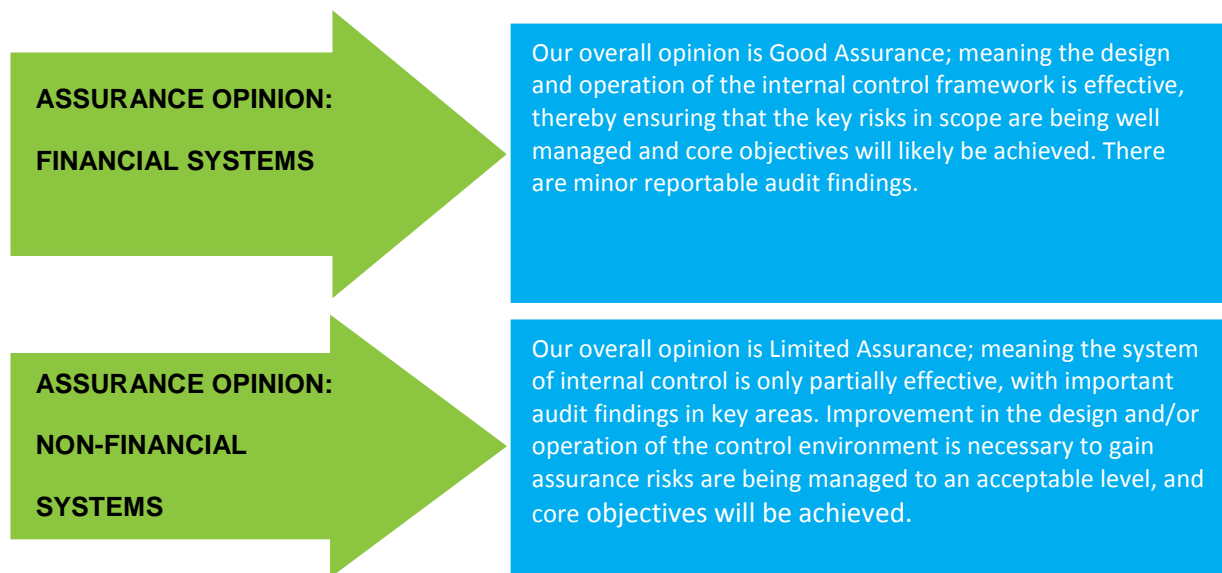 ASSURANCE OPINION:
FINANCIAL SYSTEMS
Our overall opinion is Good Assurance; meaning the design
and operation of the internal control framework is effective,
thereby ensuring that the key risks in scope are being well
managed and core objectives will likely be achieved. There
are minor reportable audit findings.
ASSURANCE OPINION:
NON-FINANCIAL
SYSTEMS
Our overall opinion is Limited Assurance; meaning the system
of internal control is only partially effective, with important
audit findings in key areas. Improvement in the design and/or
operation of the control environment is necessary to gain
assurance risks are being managed to an acceptable level, and
core objectives will be achieved.